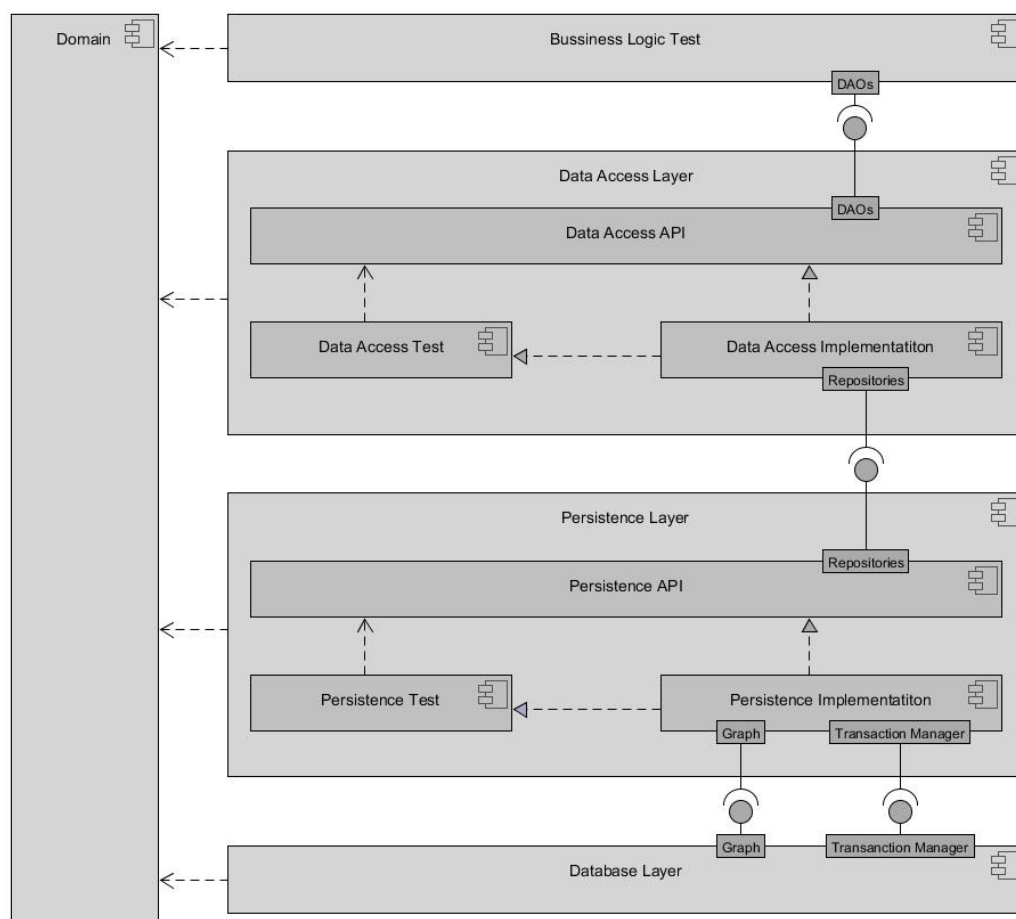 Domain
Bussiness Logic Test
DAOs
Data Access Layer
DAOs
Data Access API
Data Access Test
Data Access Implementatiton
Repositories
Persistence Layer
Repositories
Persistence API
Persistence Test
Persistence Implementatiton
Graph
Transaction Manager
Graph
Transanction Manager
Database Layer